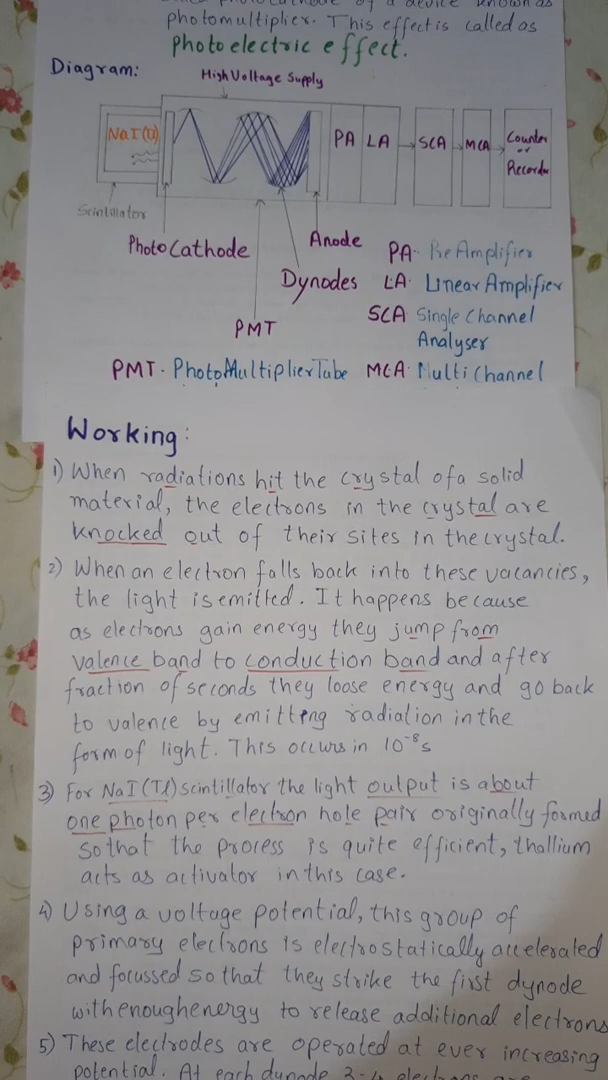 photomultiplier. This effect is called as
photoelectric effect.
Diagram:
High Voltage Supply
NaI(Tl)
PA LA SCA MCA Counter
or
Recorder
Scintillator
Photo Cathode
Anode
Dynodes
PMT
PA- Pre Amplifier
LA- Linear Amplifier
SCA Single Channel
Analyser
PMT- PhotoMultiplierTube MCA- Multi Channel
Working:
1) When radiations hit the crystal of a solid
material, the electrons in the crystal are
knocked out of their sites in the crystal.
2) When an electron falls back into these vacancies,
the light is emitted. It happens because
as electrons gain energy they jump from
valence band to conduction band and after
fraction of seconds they loose energy and go back
to valence by emitting radiation in the
form of light. This occurs in 10⁻⁸s
3) For NaI(Tl) scintillator the light output is about
one photon per electron hole pair originally formed
so that the process is quite efficient, thallium
acts as activator in this case.
4) Using a voltage potential, this group of
primary electrons is electrostatically accelerated
and focussed so that they strike the first dynode
with enough energy to release additional electrons
5) These electrodes are operated at ever increasing
potential. At each dynode 3-4 electrons are